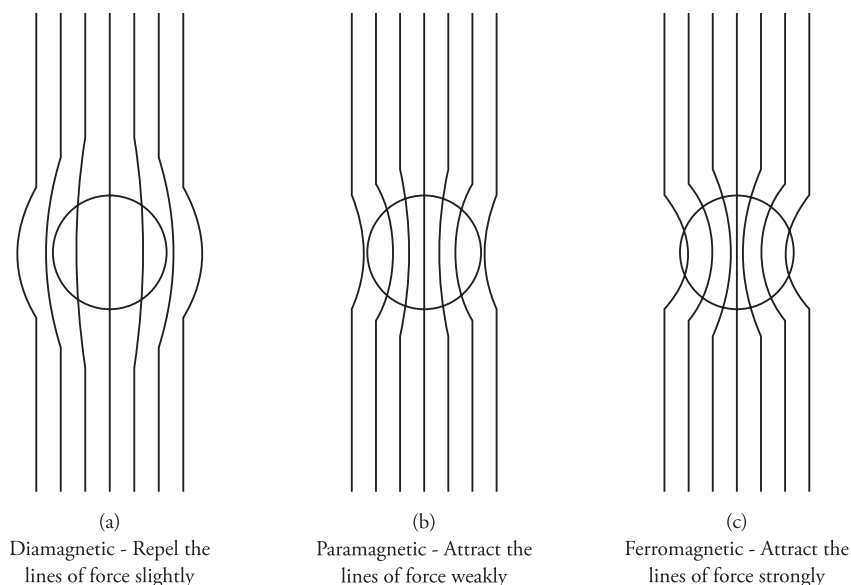 (a)
Diamagnetic - Repel the
lines of force slightly
(b)
Paramagnetic - Attract the
lines of force weakly
(c)
Ferromagnetic - Attract the
lines of force strongly